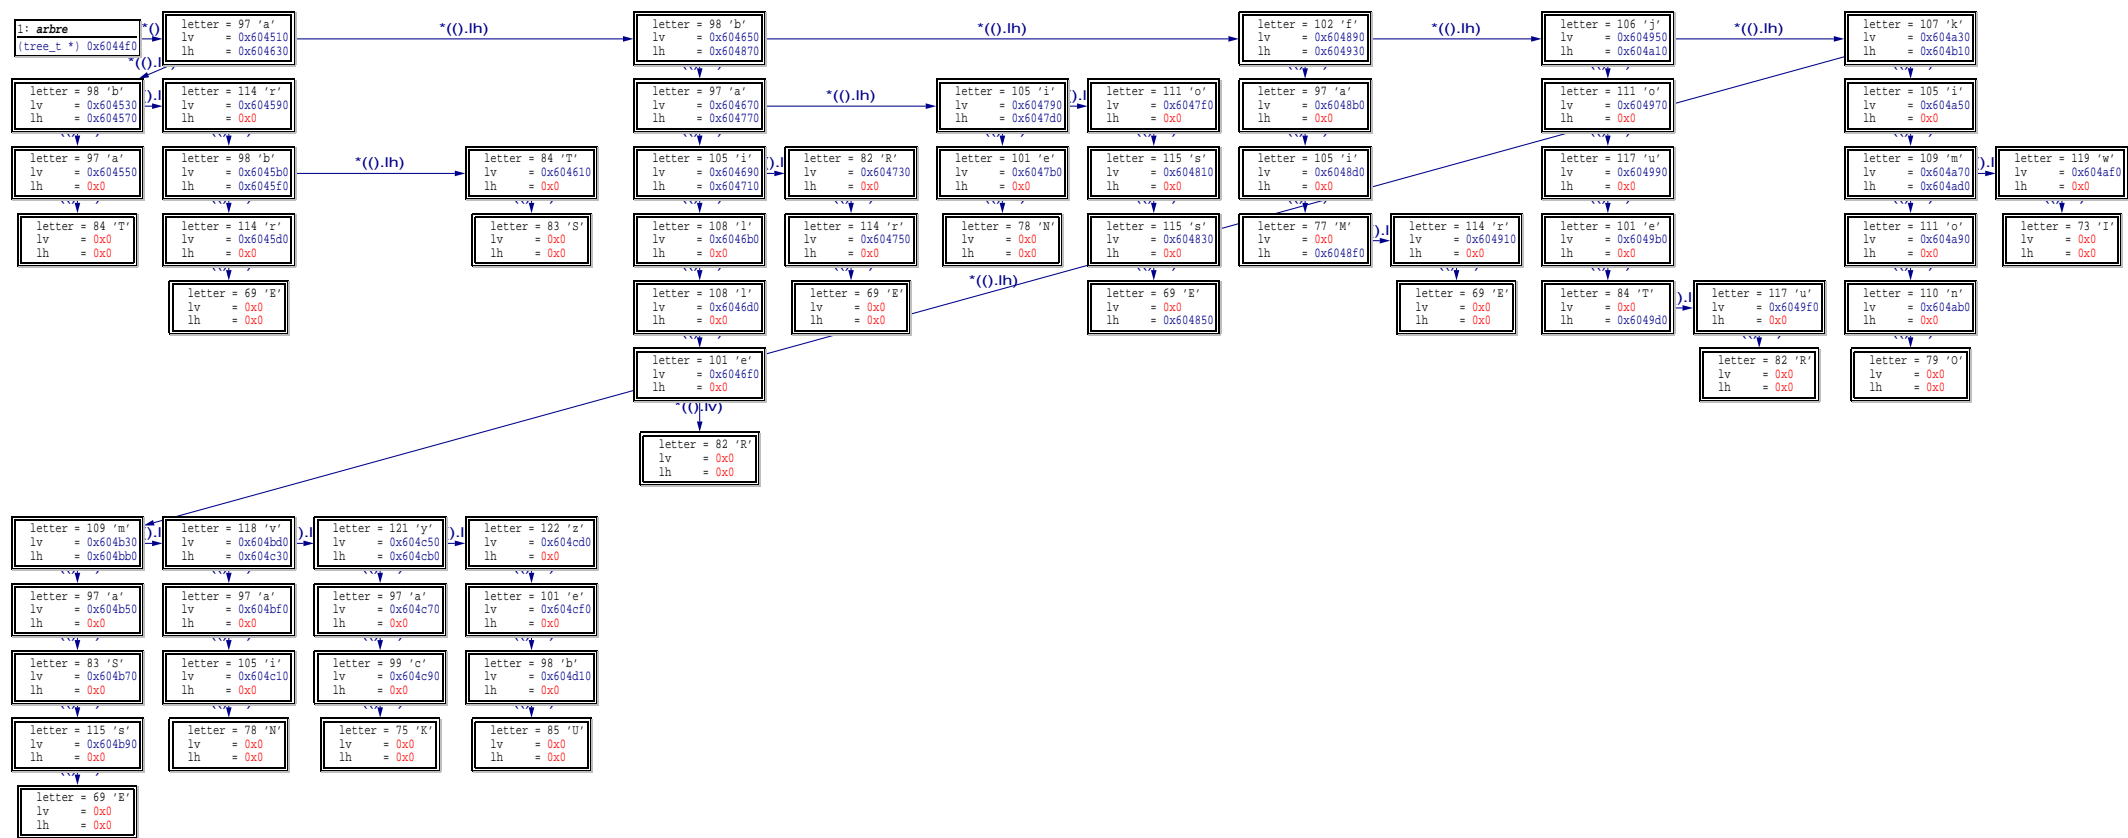 1: arbre
(tree_t *) 0x6044f0
*()
letter = 97 'a'
lv = 0x604510
lh = 0x604630
*(().lh)
letter = 98 'b'
lv = 0x604650
lh = 0x604870
*(().lh)
letter = 102 'f'
lv = 0x604890
lh = 0x604930
*(().lh)
letter = 106 'j'
lv = 0x604950
lh = 0x604a10
*(().lh)
letter = 107 'k'
lv = 0x604a30
lh = 0x604b10
letter = 98 'b'
lv = 0x604530
lh = 0x604570
letter = 114 'r'
lv = 0x604590
lh = 0x0
letter = 97 'a'
lv = 0x604670
lh = 0x604770
*(().lh)
letter = 105 'i'
lv = 0x604790
lh = 0x6047d0
letter = 111 'o'
lv = 0x6047f0
lh = 0x0
letter = 97 'a'
lv = 0x6048b0
lh = 0x0
letter = 111 'o'
lv = 0x604970
lh = 0x0
letter = 105 'i'
lv = 0x604a50
lh = 0x0
letter = 97 'a'
lv = 0x604550
lh = 0x0
letter = 98 'b'
lv = 0x6045b0
lh = 0x6045f0
*(().lh)
letter = 84 'T'
lv = 0x604610
lh = 0x0
letter = 105 'i'
lv = 0x604690
lh = 0x604710
letter = 82 'R'
lv = 0x604730
lh = 0x0
letter = 101 'e'
lv = 0x6047b0
lh = 0x0
letter = 115 's'
lv = 0x604810
lh = 0x0
letter = 105 'i'
lv = 0x6048d0
lh = 0x0
letter = 117 'u'
lv = 0x604990
lh = 0x0
letter = 109 'm'
lv = 0x604a70
lh = 0x604ad0
letter = 119 'w'
lv = 0x604af0
lh = 0x0
letter = 84 'T'
lv = 0x0
lh = 0x0
letter = 114 'r'
lv = 0x6045d0
lh = 0x0
letter = 83 'S'
lv = 0x0
lh = 0x0
letter = 108 'l'
lv = 0x6046b0
lh = 0x0
letter = 114 'r'
lv = 0x604750
lh = 0x0
letter = 78 'N'
lv = 0x0
lh = 0x0
letter = 115 's'
lv = 0x604830
lh = 0x0
letter = 77 'M'
lv = 0x0
lh = 0x6048f0
letter = 114 'r'
lv = 0x604910
lh = 0x0
letter = 101 'e'
lv = 0x6049b0
lh = 0x0
letter = 111 'o'
lv = 0x604a90
lh = 0x0
letter = 73 'I'
lv = 0x0
lh = 0x0
*(().lh)
letter = 69 'E'
lv = 0x0
lh = 0x0
letter = 108 'l'
lv = 0x6046d0
lh = 0x0
letter = 69 'E'
lv = 0x0
lh = 0x0
letter = 69 'E'
lv = 0x0
lh = 0x604850
letter = 69 'E'
lv = 0x0
lh = 0x0
letter = 84 'T'
lv = 0x0
lh = 0x6049d0
letter = 117 'u'
lv = 0x6049f0
lh = 0x0
letter = 110 'n'
lv = 0x604ab0
lh = 0x0
letter = 101 'e'
lv = 0x6046f0
lh = 0x0
letter = 82 'R'
lv = 0x0
lh = 0x0
letter = 79 'O'
lv = 0x0
lh = 0x0
*(().lv)
letter = 82 'R'
lv = 0x0
lh = 0x0
letter = 109 'm'
lv = 0x604b30
lh = 0x604bb0
letter = 118 'v'
lv = 0x604bd0
lh = 0x604c30
letter = 121 'y'
lv = 0x604c50
lh = 0x604cb0
letter = 122 'z'
lv = 0x604cd0
lh = 0x0
letter = 97 'a'
lv = 0x604b50
lh = 0x0
letter = 97 'a'
lv = 0x604bf0
lh = 0x0
letter = 97 'a'
lv = 0x604c70
lh = 0x0
letter = 101 'e'
lv = 0x604cf0
lh = 0x0
letter = 83 'S'
lv = 0x604b70
lh = 0x0
letter = 105 'i'
lv = 0x604c10
lh = 0x0
letter = 99 'c'
lv = 0x604c90
lh = 0x0
letter = 98 'b'
lv = 0x604d10
lh = 0x0
letter = 115 's'
lv = 0x604b90
lh = 0x0
letter = 78 'N'
lv = 0x0
lh = 0x0
letter = 75 'K'
lv = 0x0
lh = 0x0
letter = 85 'U'
lv = 0x0
lh = 0x0
letter = 69 'E'
lv = 0x0
lh = 0x0